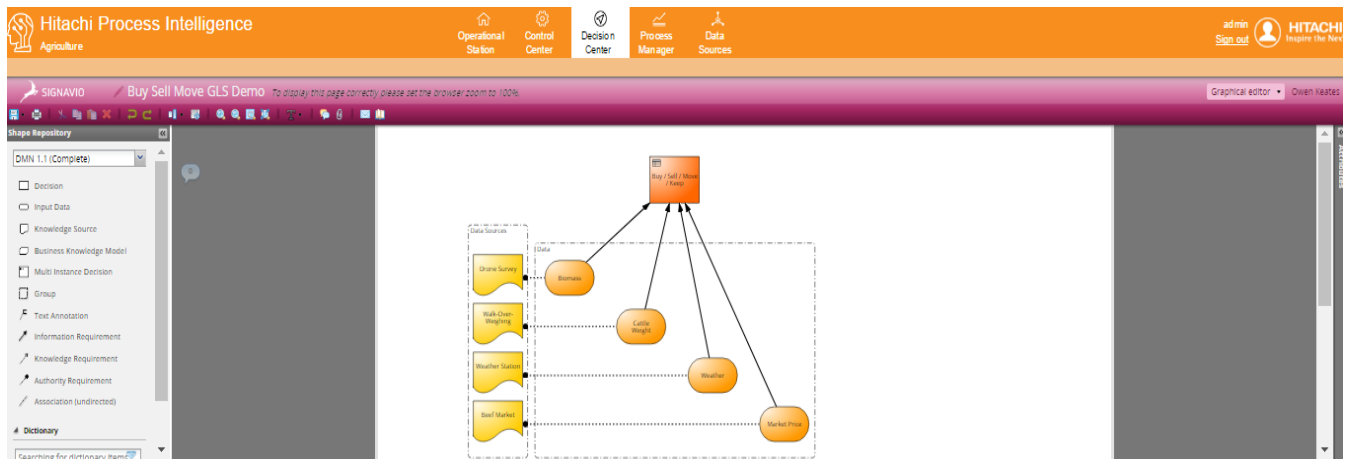 Hitachi Process Intelligence
Agriculture
Operational
Station
Control
Center
Decision
Center
Process
Manager
Data
Sources
admin
Sign out
HITACHI
Inspire the Nex
SIGNAVIO
Buy Sell Move GLS Demo To display this page correctly please set the browser zoom to 100%.
Graphical editor
Owen Keates
Shape Repository
DMN 1.1 (Complete)
Decision
Input Data
Knowledge Source
Business Knowledge Model
Multi Instance Decision
Group
Text Annotation
Information Requirement
Knowledge Requirement
Authority Requirement
Association (undirected)
Dictionary
Searching for dictionary items
Attributes
Buy / Sell / Move
/ Keep
Data Sources
Data
Drone Survey
Biomass
Walk-Over-
Weighing
Cattle
Weight
Weather Station
Weather
Beef Market
Market Price